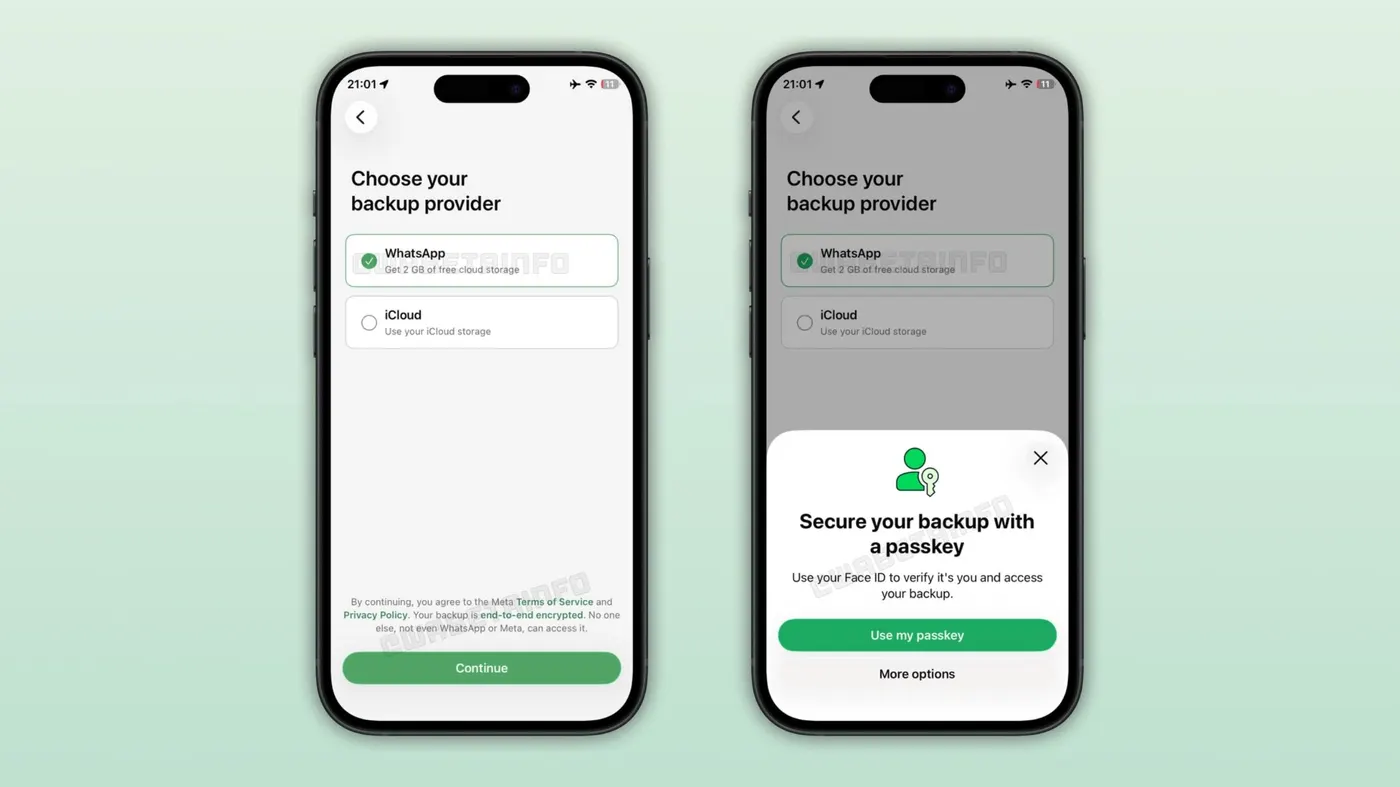 21:01
11
Choose your
backup provider
WhatsApp
Get 2 GB of free cloud storage
iCloud
Use your iCloud storage
By continuing, you agree to the Meta Terms of Service and
Privacy Policy. Your backup is end-to-end encrypted. No one
else, not even WhatsApp or Meta, can access it.
Continue
CWABETAINFO
CWABETAINFO
21:01
11
Choose your
backup provider
WhatsApp
Get 2 GB of free cloud storage
iCloud
Use your iCloud storage
Secure your backup with
a passkey
Use your Face ID to verify it's you and access
your backup.
Use my passkey
More options
CWABETAINFO
CWABETAINFO